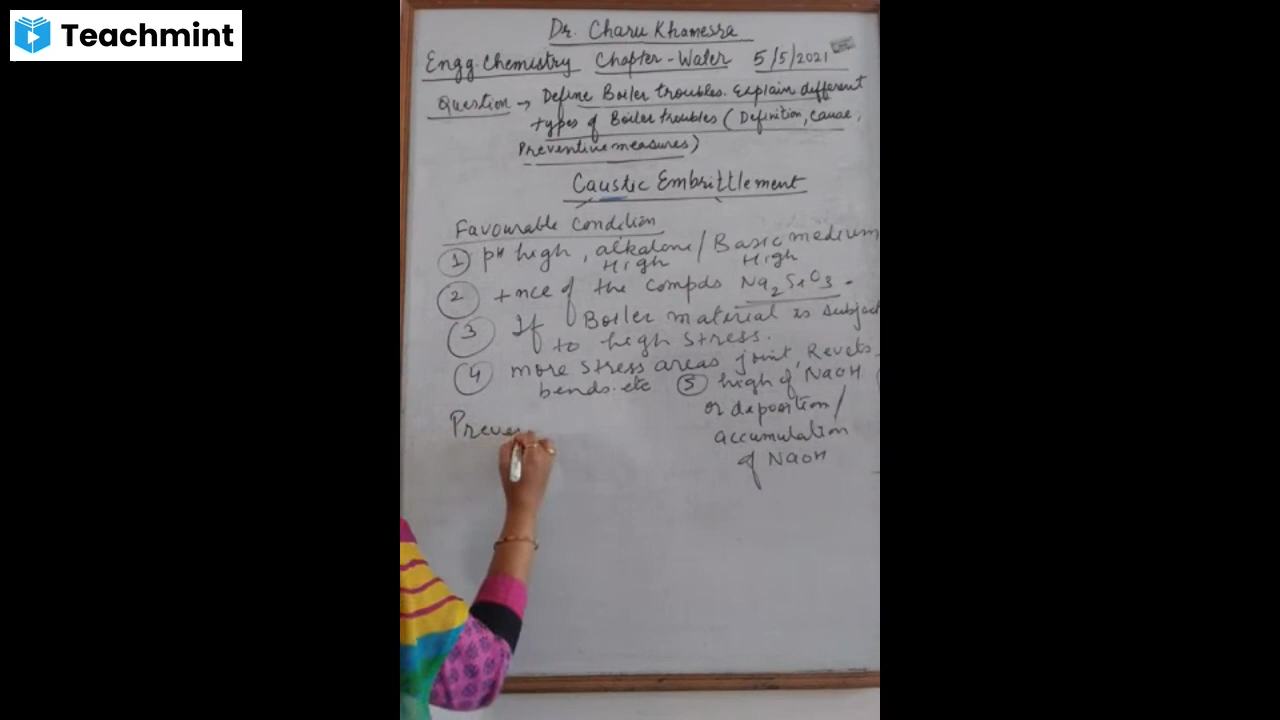 Teachmint
Dr. Charu Khamesra
Engg. Chemistry Chapter - Water 5/5/2021
Question → Define Boiler troubles. Explain different
types of Boiler troubles (Definition, cause,
Preventive measures)
Caustic Embrittlement
Favourable Condition
① pH high, alkalane / Basic medium
High High
② +nce of the compds Na2SiO3.
③ If Boiler material is subject
to high stress.
④ more stress areas joint, Revets
bends. etc ⑤ high of NaOH
or deposition/
accumulation
of NaOH
Preve